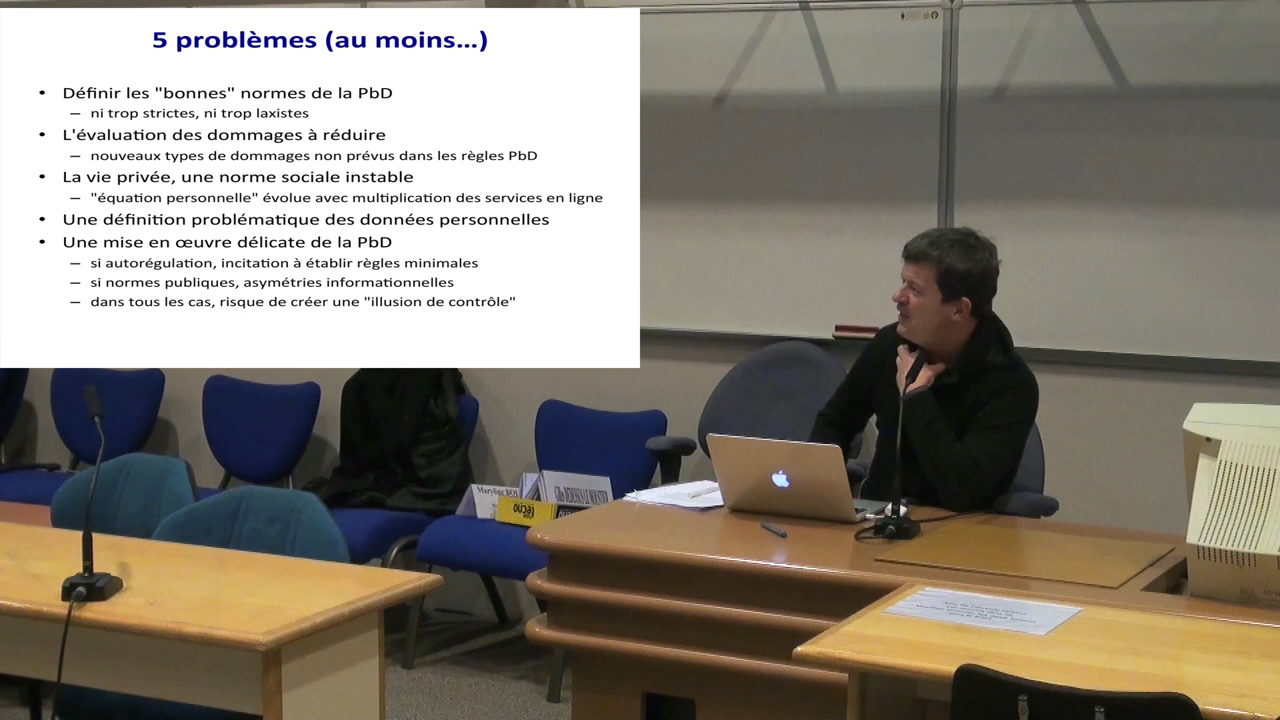 5 problèmes (au moins...)
• Définir les "bonnes" normes de la PbD
– ni trop strictes, ni trop laxistes
• L'évaluation des dommages à réduire
– nouveaux types de dommages non prévus dans les règles PbD
• La vie privée, une norme sociale instable
– "équation personnelle" évolue avec multiplication des services en ligne
• Une définition problématique des données personnelles
• Une mise en œuvre délicate de la PbD
– si autorégulation, incitation à établir règles minimales
– si normes publiques, asymétries informationnelles
– dans tous les cas, risque de créer une "illusion de contrôle"
Maryline